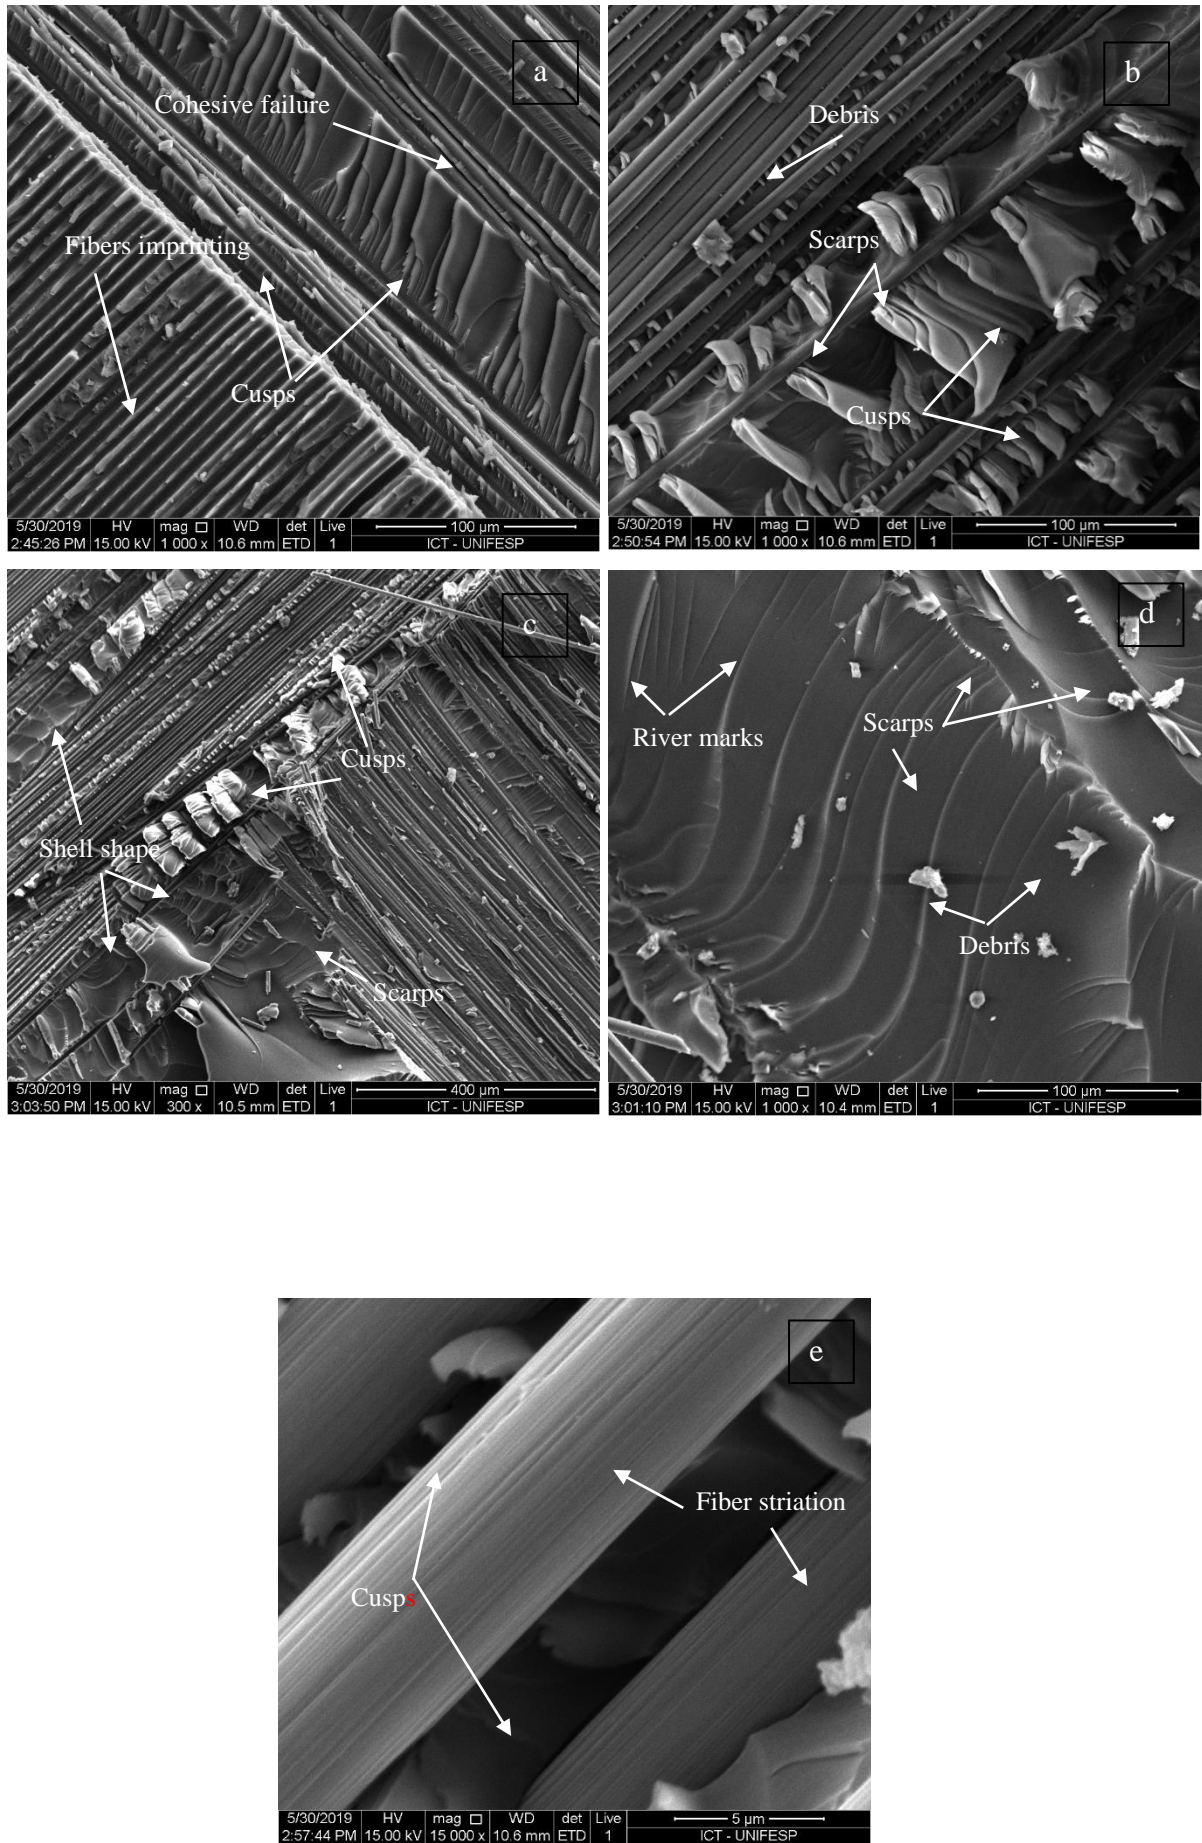 a
Cohesive failure
Fibers imprinting
Cusps
5/30/2019 HV mag WD det Live 100 µm
2:45:26 PM 15.00 kV 1 000 x 10.6 mm ETD 1 ICT - UNIFESP
b
Debris
Scarps
Cusps
5/30/2019 HV mag WD det Live 100 µm
2:50:54 PM 15.00 kV 1 000 x 10.6 mm ETD 1 ICT - UNIFESP
c
Cusps
Shell shape
Scarps
5/30/2019 HV mag WD det Live 400 µm
3:03:50 PM 15.00 kV 300 x 10.5 mm ETD 1 ICT - UNIFESP
d
River marks
Scarps
Debris
5/30/2019 HV mag WD det Live 100 µm
3:01:10 PM 15.00 kV 1 000 x 10.4 mm ETD 1 ICT - UNIFESP
e
Fiber striation
Cusps
5/30/2019 HV mag WD det Live 5 µm
2:57:44 PM 15.00 kV 15 000 x 10.6 mm ETD 1 ICT - UNIFESP